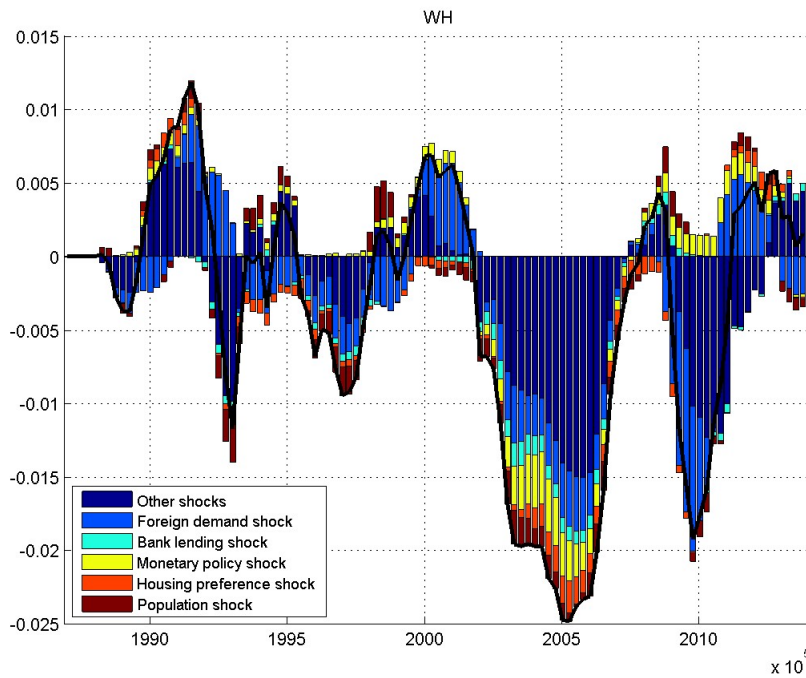 WH
0.015
0.01
0.005
0
-0.005
-0.01
-0.015
-0.02
-0.025
Other shocks
Foreign demand shock
Bank lending shock
Monetary policy shock
Housing preference shock
Population shock
1990 1995 2000 2005 2010
x 10